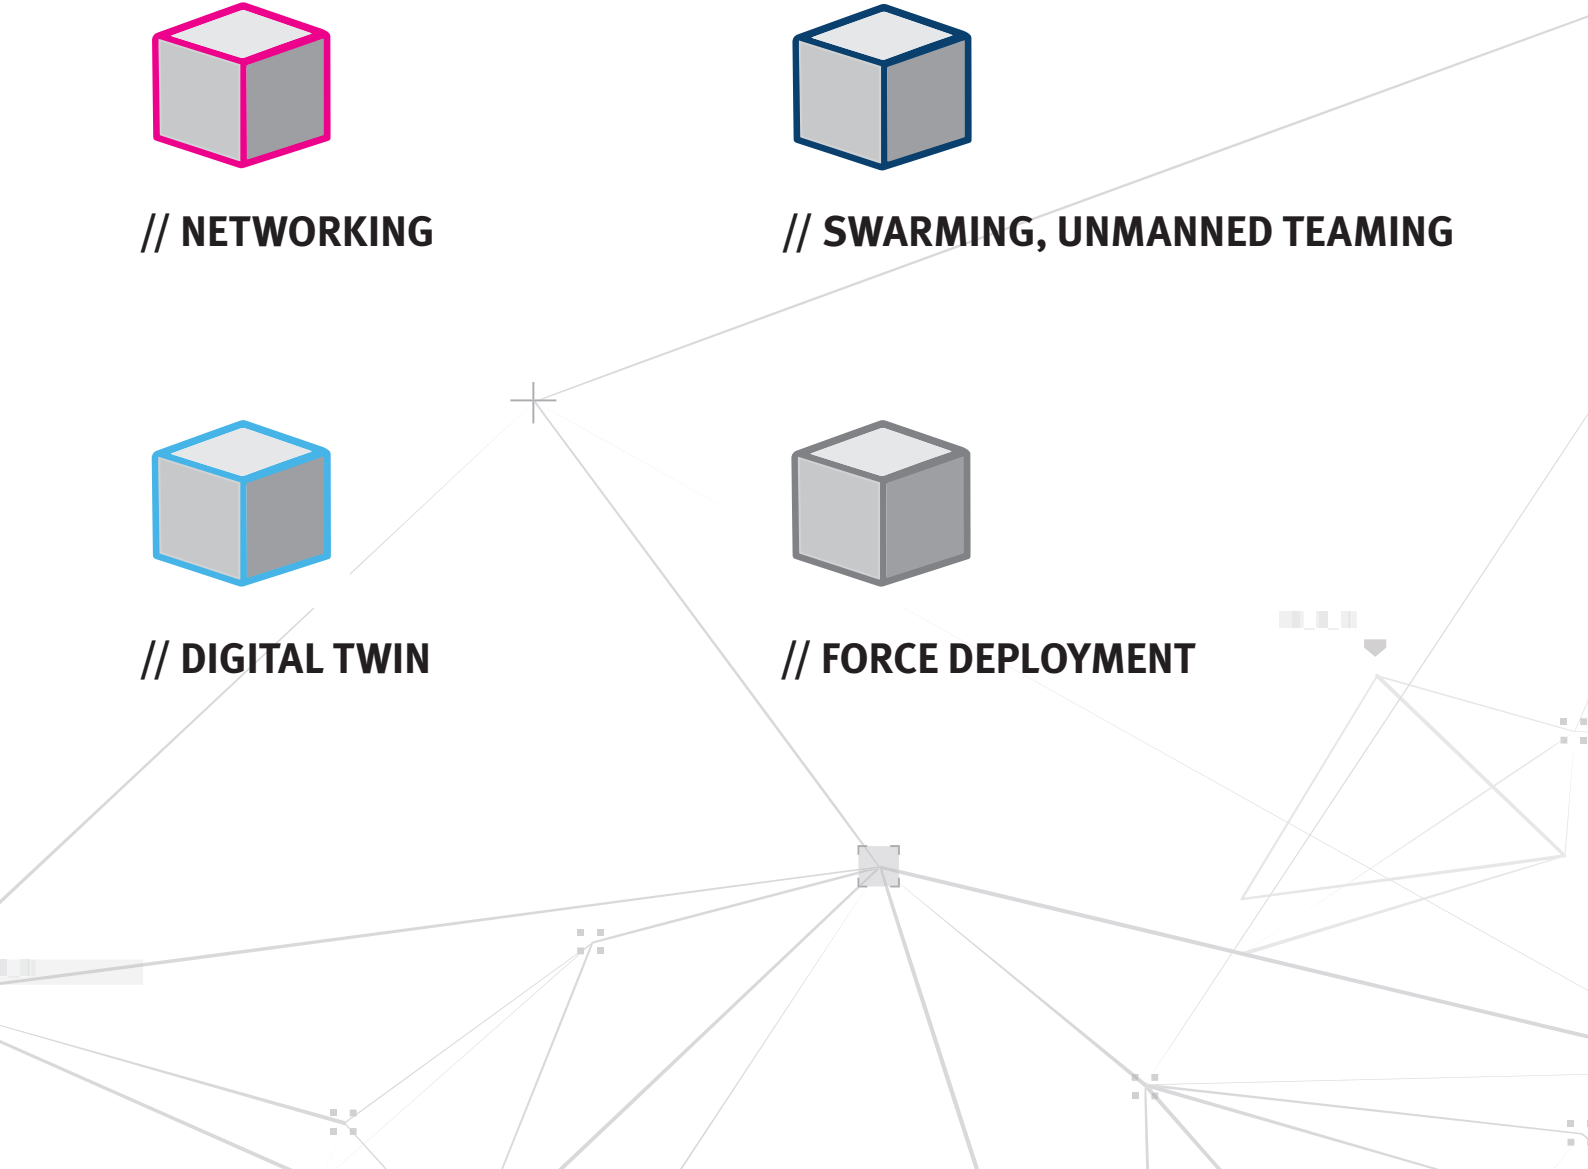 // NETWORKING
// SWARMING, UNMANNED TEAMING
// DIGITAL TWIN
// FORCE DEPLOYMENT